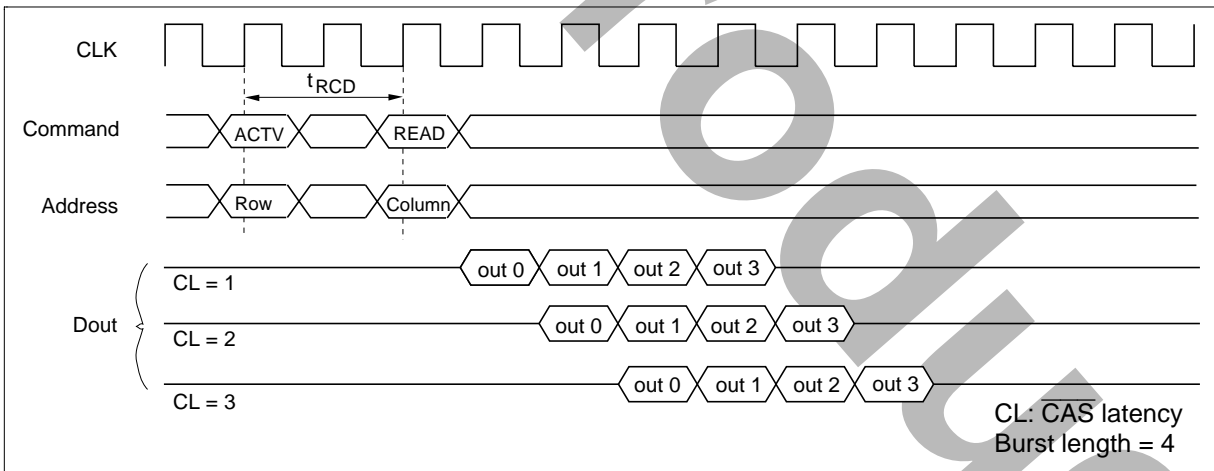 CLK
tRCD
Command
ACTV
READ
Address
Row
Column
out 0 out 1 out 2 out 3
CL = 1
Dout
out 0 out 1 out 2 out 3
CL = 2
out 0 out 1 out 2 out 3
CL = 3
CL: CAS latency
Burst length = 4